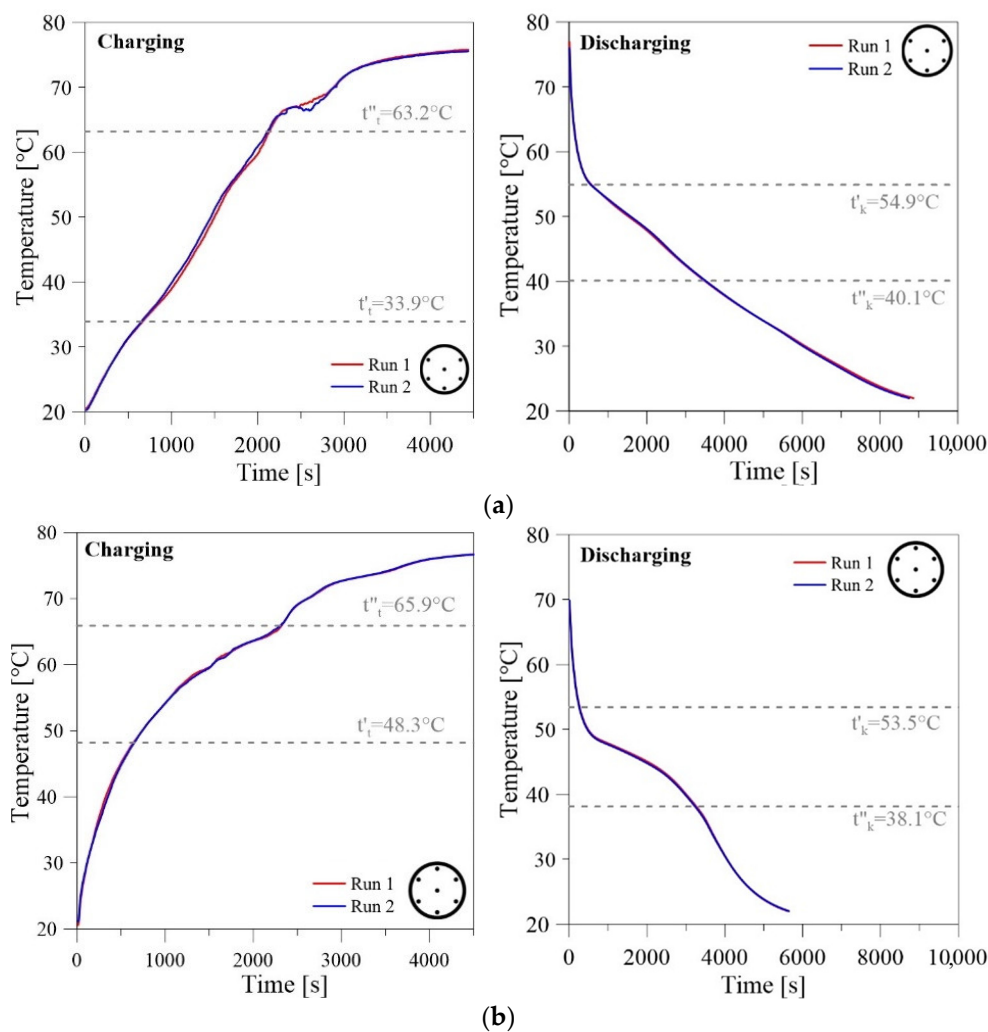 80
70
60
50
40
30
20
Temperature [°C]
Charging
t"t=63.2°C
t't=33.9°C
Run 1
Run 2
0
1000
2000
3000
4000
Time [s]
80
70
60
50
40
30
20
Temperature [°C]
Discharging
Run 1
Run 2
t'k=54.9°C
t"k=40.1°C
0
2000
4000
6000
8000
10,000
Time [s]
(a)
80
70
60
50
40
30
20
Temperature [°C]
Charging
t"t=65.9°C
t't=48.3°C
Run 1
Run 2
0
1000
2000
3000
4000
Time [s]
80
70
60
50
40
30
20
Temperature [°C]
Discharging
Run 1
Run 2
t'k=53.5°C
t"k=38.1°C
0
2000
4000
6000
8000
10,000
Time [s]
(b)